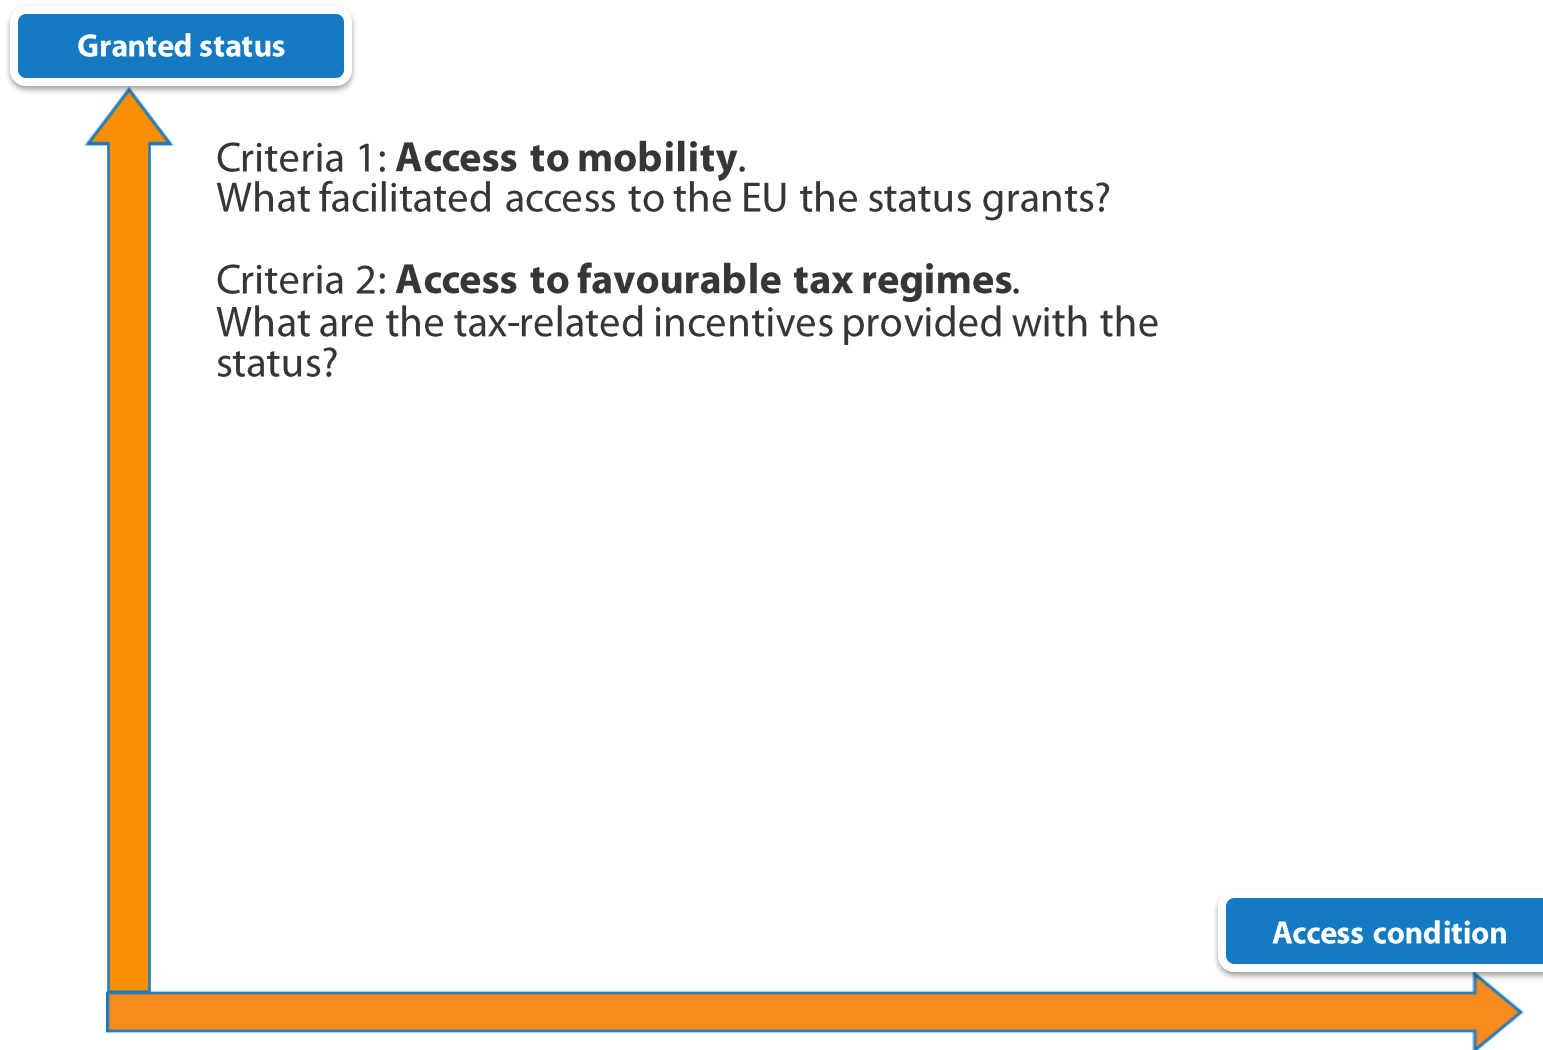 Granted status
Criteria 1: Access to mobility.
What facilitated access to the EU the status grants?
Criteria 2: Access to favourable tax regimes.
What are the tax-related incentives provided with the
status?
Access condition